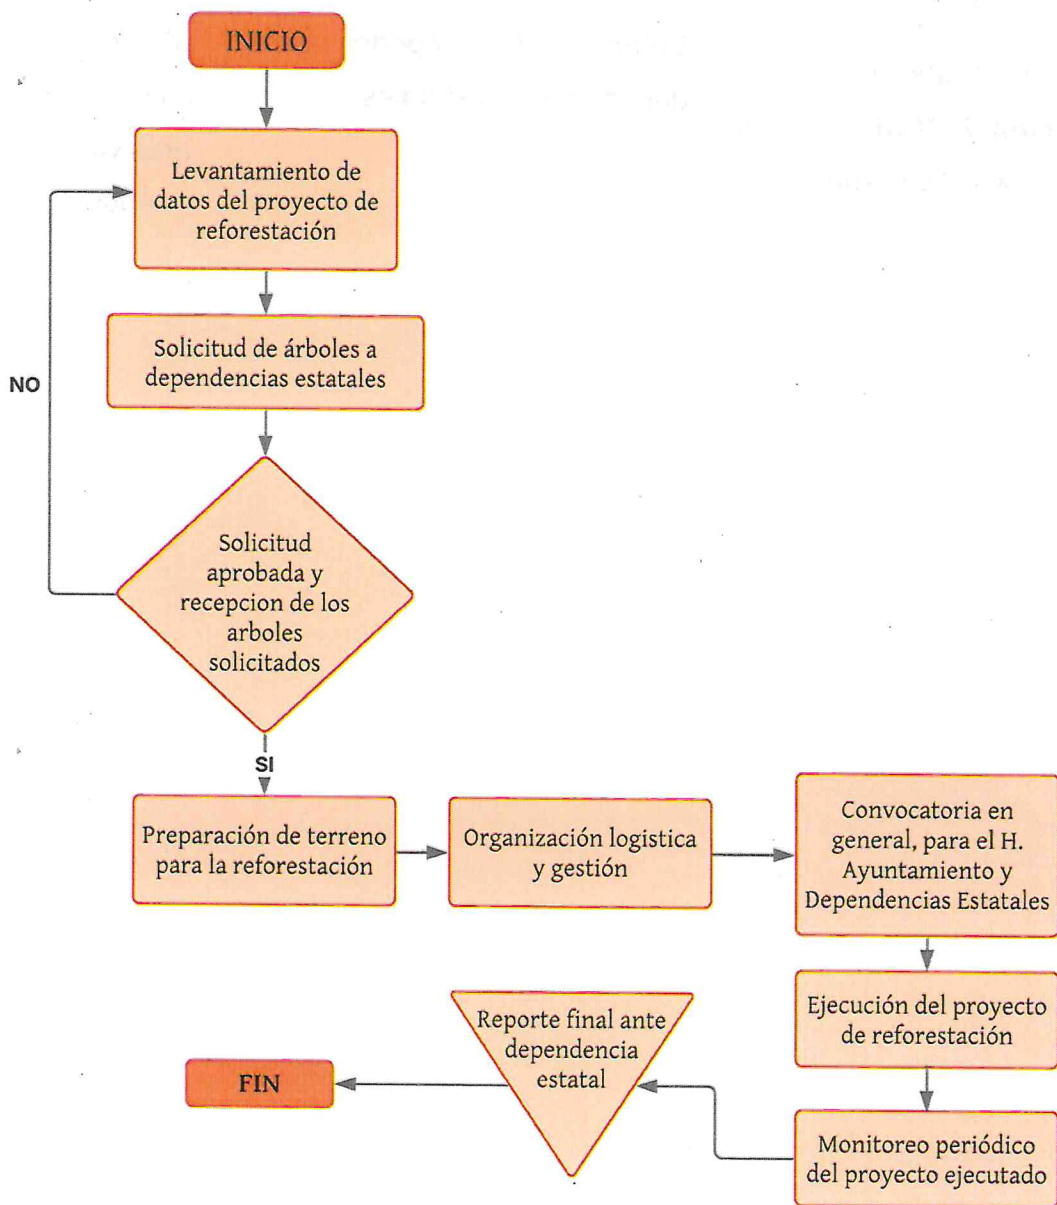 INICIO
Levantamiento de
datos del proyecto de
reforestación
Solicitud de árboles a
dependencias estatales
NO
Solicitud
aprobada y
recepcion de los
arboles
solicitados
SI
Preparación de terreno
para la reforestación
Organización logistica
y gestión
Convocatoria en
general, para el H.
Ayuntamiento y
Dependencias Estatales
Ejecución del proyecto
de reforestación
Monitoreo periódico
del proyecto ejecutado
Reporte final ante
dependencia
estatal
FIN